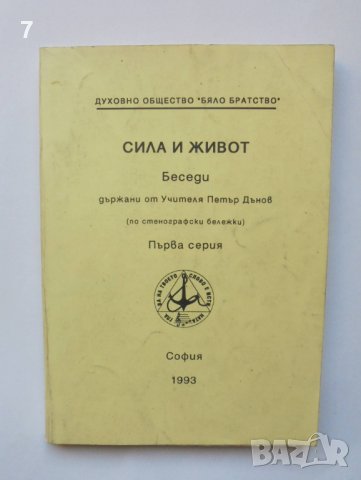 7
ДУХОВНО ОБЩЕСТВО "БЯЛО БРАТСТВО"
СИЛА И ЖИВОТ
Беседи
държани от Учителя Петър Дънов
(по стенографски бележки)
Първа серия
София
1993
BAZAR